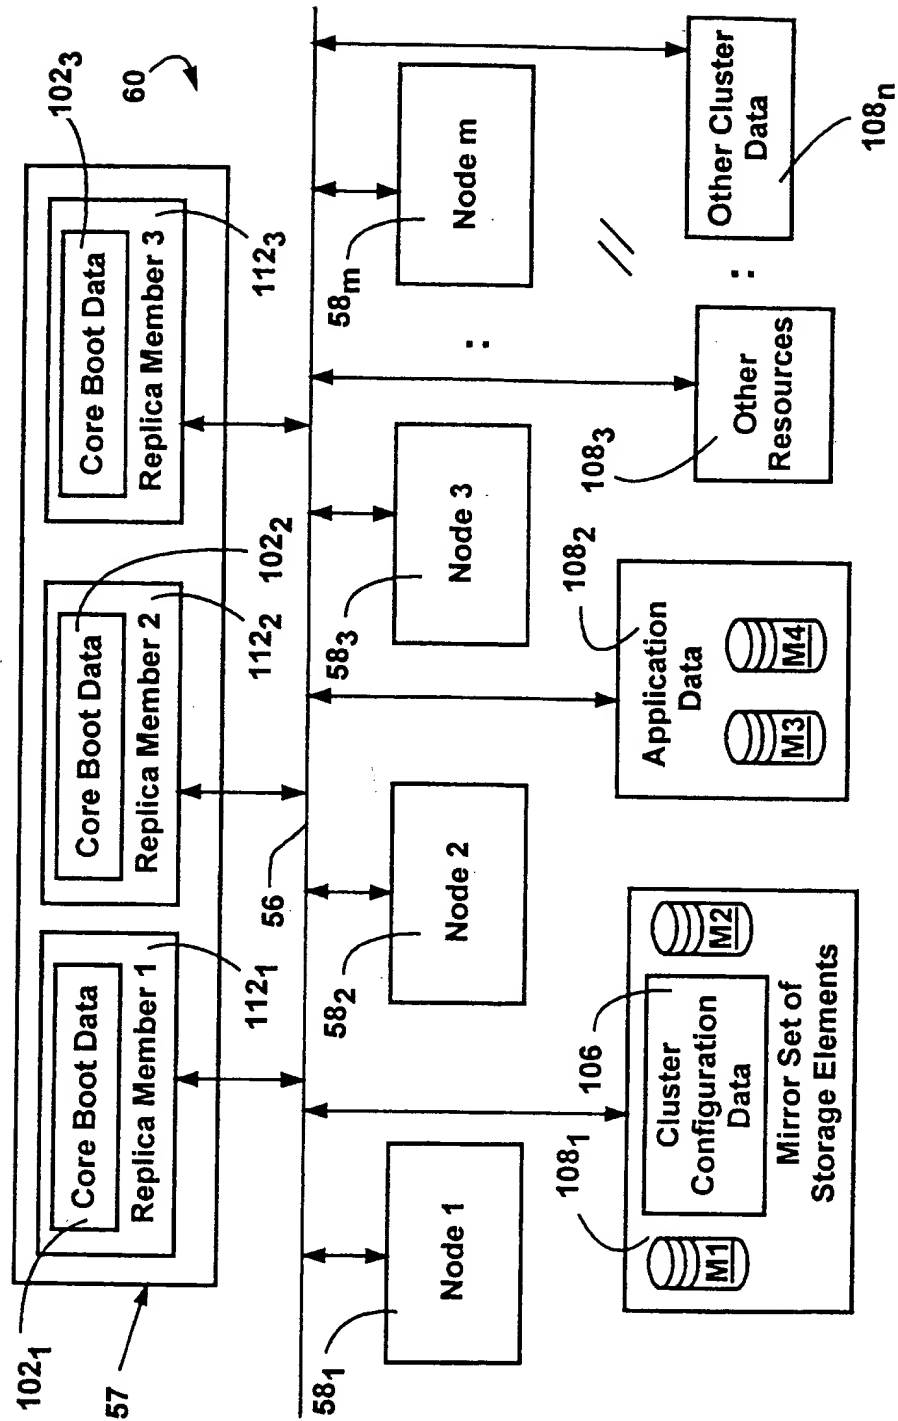 60
102₁
102₂
102₃
Core Boot Data
Replica Member 1
Core Boot Data
Replica Member 2
Core Boot Data
Replica Member 3
57
112₁
112₂
112₃
56
58₁
Node 1
58₂
Node 2
58₃
Node 3
:
58m
Node m
108₁
M1
106
Cluster
Configuration
Data
M2
Mirror Set of
Storage Elements
108₂
Application
Data
M3
M4
108₃
Other
Resources
:
Other Cluster
Data
108n